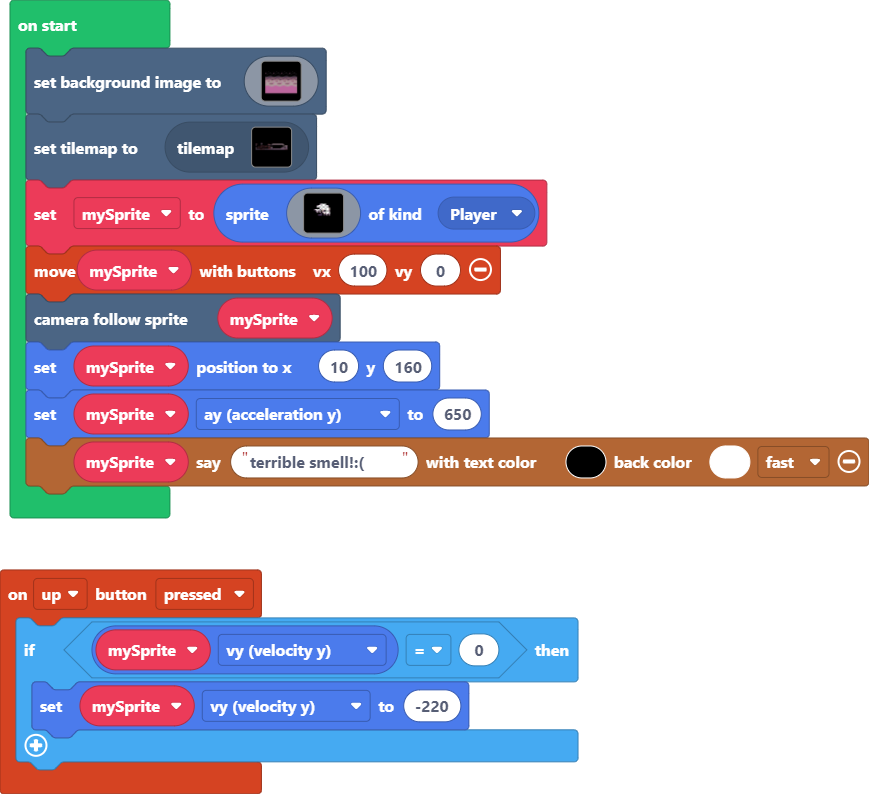 on start
set background image to
set tilemap to tilemap
set mySprite to sprite of kind Player
move mySprite with buttons vx 100 vy 0
camera follow sprite mySprite
set mySprite position to x 10 y 160
set mySprite ay (acceleration y) to 650
mySprite say "terrible smell!:( " with text color back color fast
on up button pressed
if mySprite vy (velocity y) = 0 then
set mySprite vy (velocity y) to -220